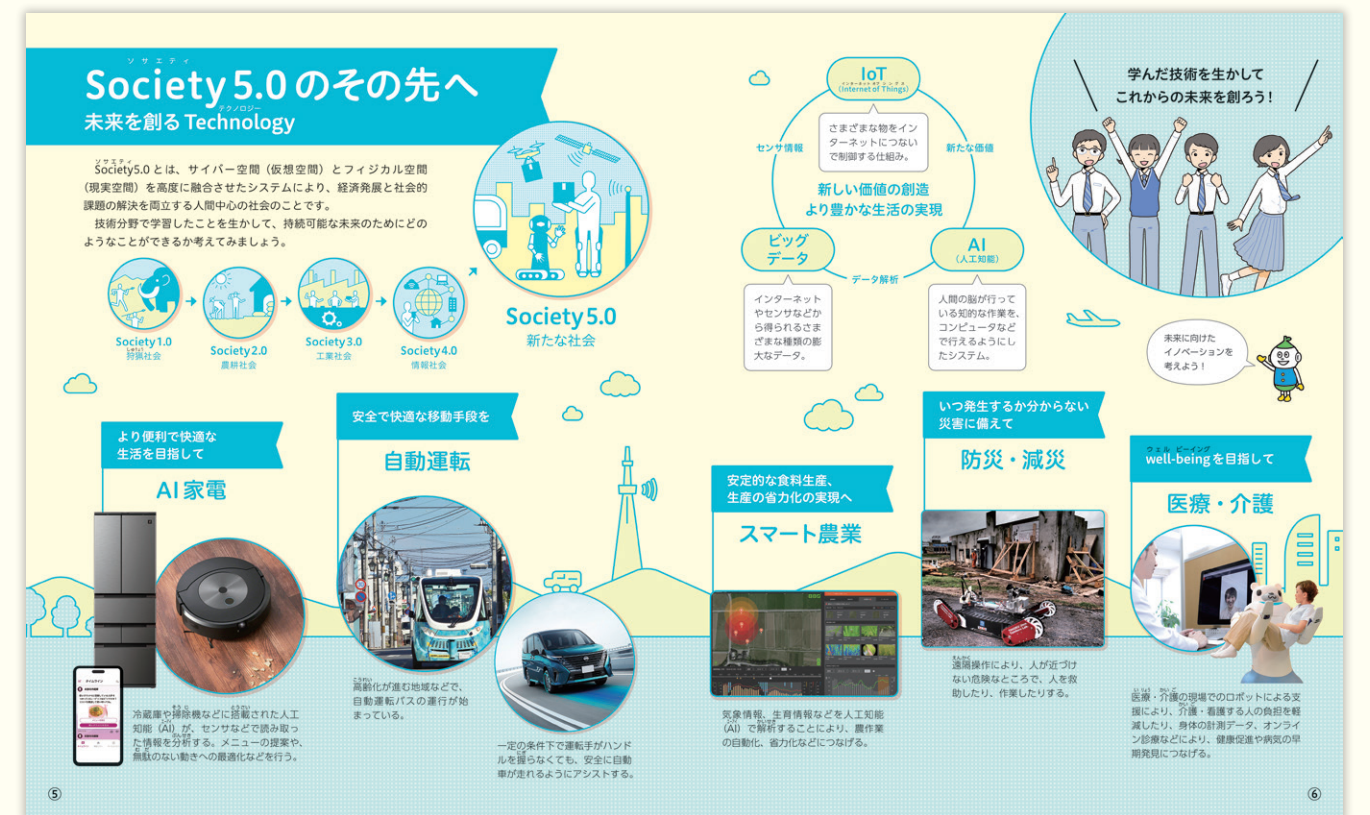 ソサエティ
Society 5.0 のその先へ
テクノロジー
未来を創る Technology
ソサエティ
Society5.0 とは、サイバー空間（仮想空間）とフィジカル空間
（現実空間）を高度に融合させたシステムにより、経済発展と社会的
課題の解決を両立する人間中心の社会のことです。
技術分野で学習したことを生かして、持続可能な未来のためにどの
ようなことができるか考えてみましょう。
Society1.0
しゅりょう
狩猟社会
Society2.0
農耕社会
Society3.0
工業社会
Society4.0
情報社会
Society5.0
新たな社会
IoT
インターネット オブ シングス
(Internet of Things)
さまざまな物をイン
ターネットにつない
で制御する仕組み。
センサ情報
新たな価値
新しい価値の創造
より豊かな生活の実現
ビッグ
データ
AI
（人工知能）
データ解析
インターネット
やセンサなどか
ら得られるさま
ざまな種類の膨
大なデータ。
人間の脳が行って
いる知的な作業を、
コンピュータなど
で行えるようにし
たシステム。
学んだ技術を生かして
これからの未来を創ろう！
未来に向けた
イノベーションを
考えよう！
より便利で快適な
生活を目指して
AI 家電
冷蔵庫や掃除機などに搭載された人工
知能（AI）が、センサなどで読み取っ
た情報を分析する。メニューの提案や、
無駄のない動きへの最適化などを行う。
安全で快適な移動手段を
自動運転
こうれい
高齢化が進む地域などで、
自動運転バスの運行が始
まっている。
一定の条件下で運転手がハンド
ルを握らなくても、安全に自動
車が走れるようにアシストする。
安定的な食料生産、
生産の省力化の実現へ
スマート農業
気象情報、生育情報などを人工知能
（AI）で解析することにより、農作業
の自動化、省力化などにつなげる。
いつ発生するか分からない
災害に備えて
防災・減災
えんかく
遠隔操作により、人が近づけ
ない危険なところで、人を救
助したり、作業したりする。
ウェル ビーイング
well-being を目指して
医療・介護
いりょう かいご
医療・介護の現場でのロボットによる支
援により、介護・看護する人の負担を軽
減したり、身体の計測データ、オンライ
ン診療などにより、健康促進や病気の早
期発見につなげる。
⑤
⑥